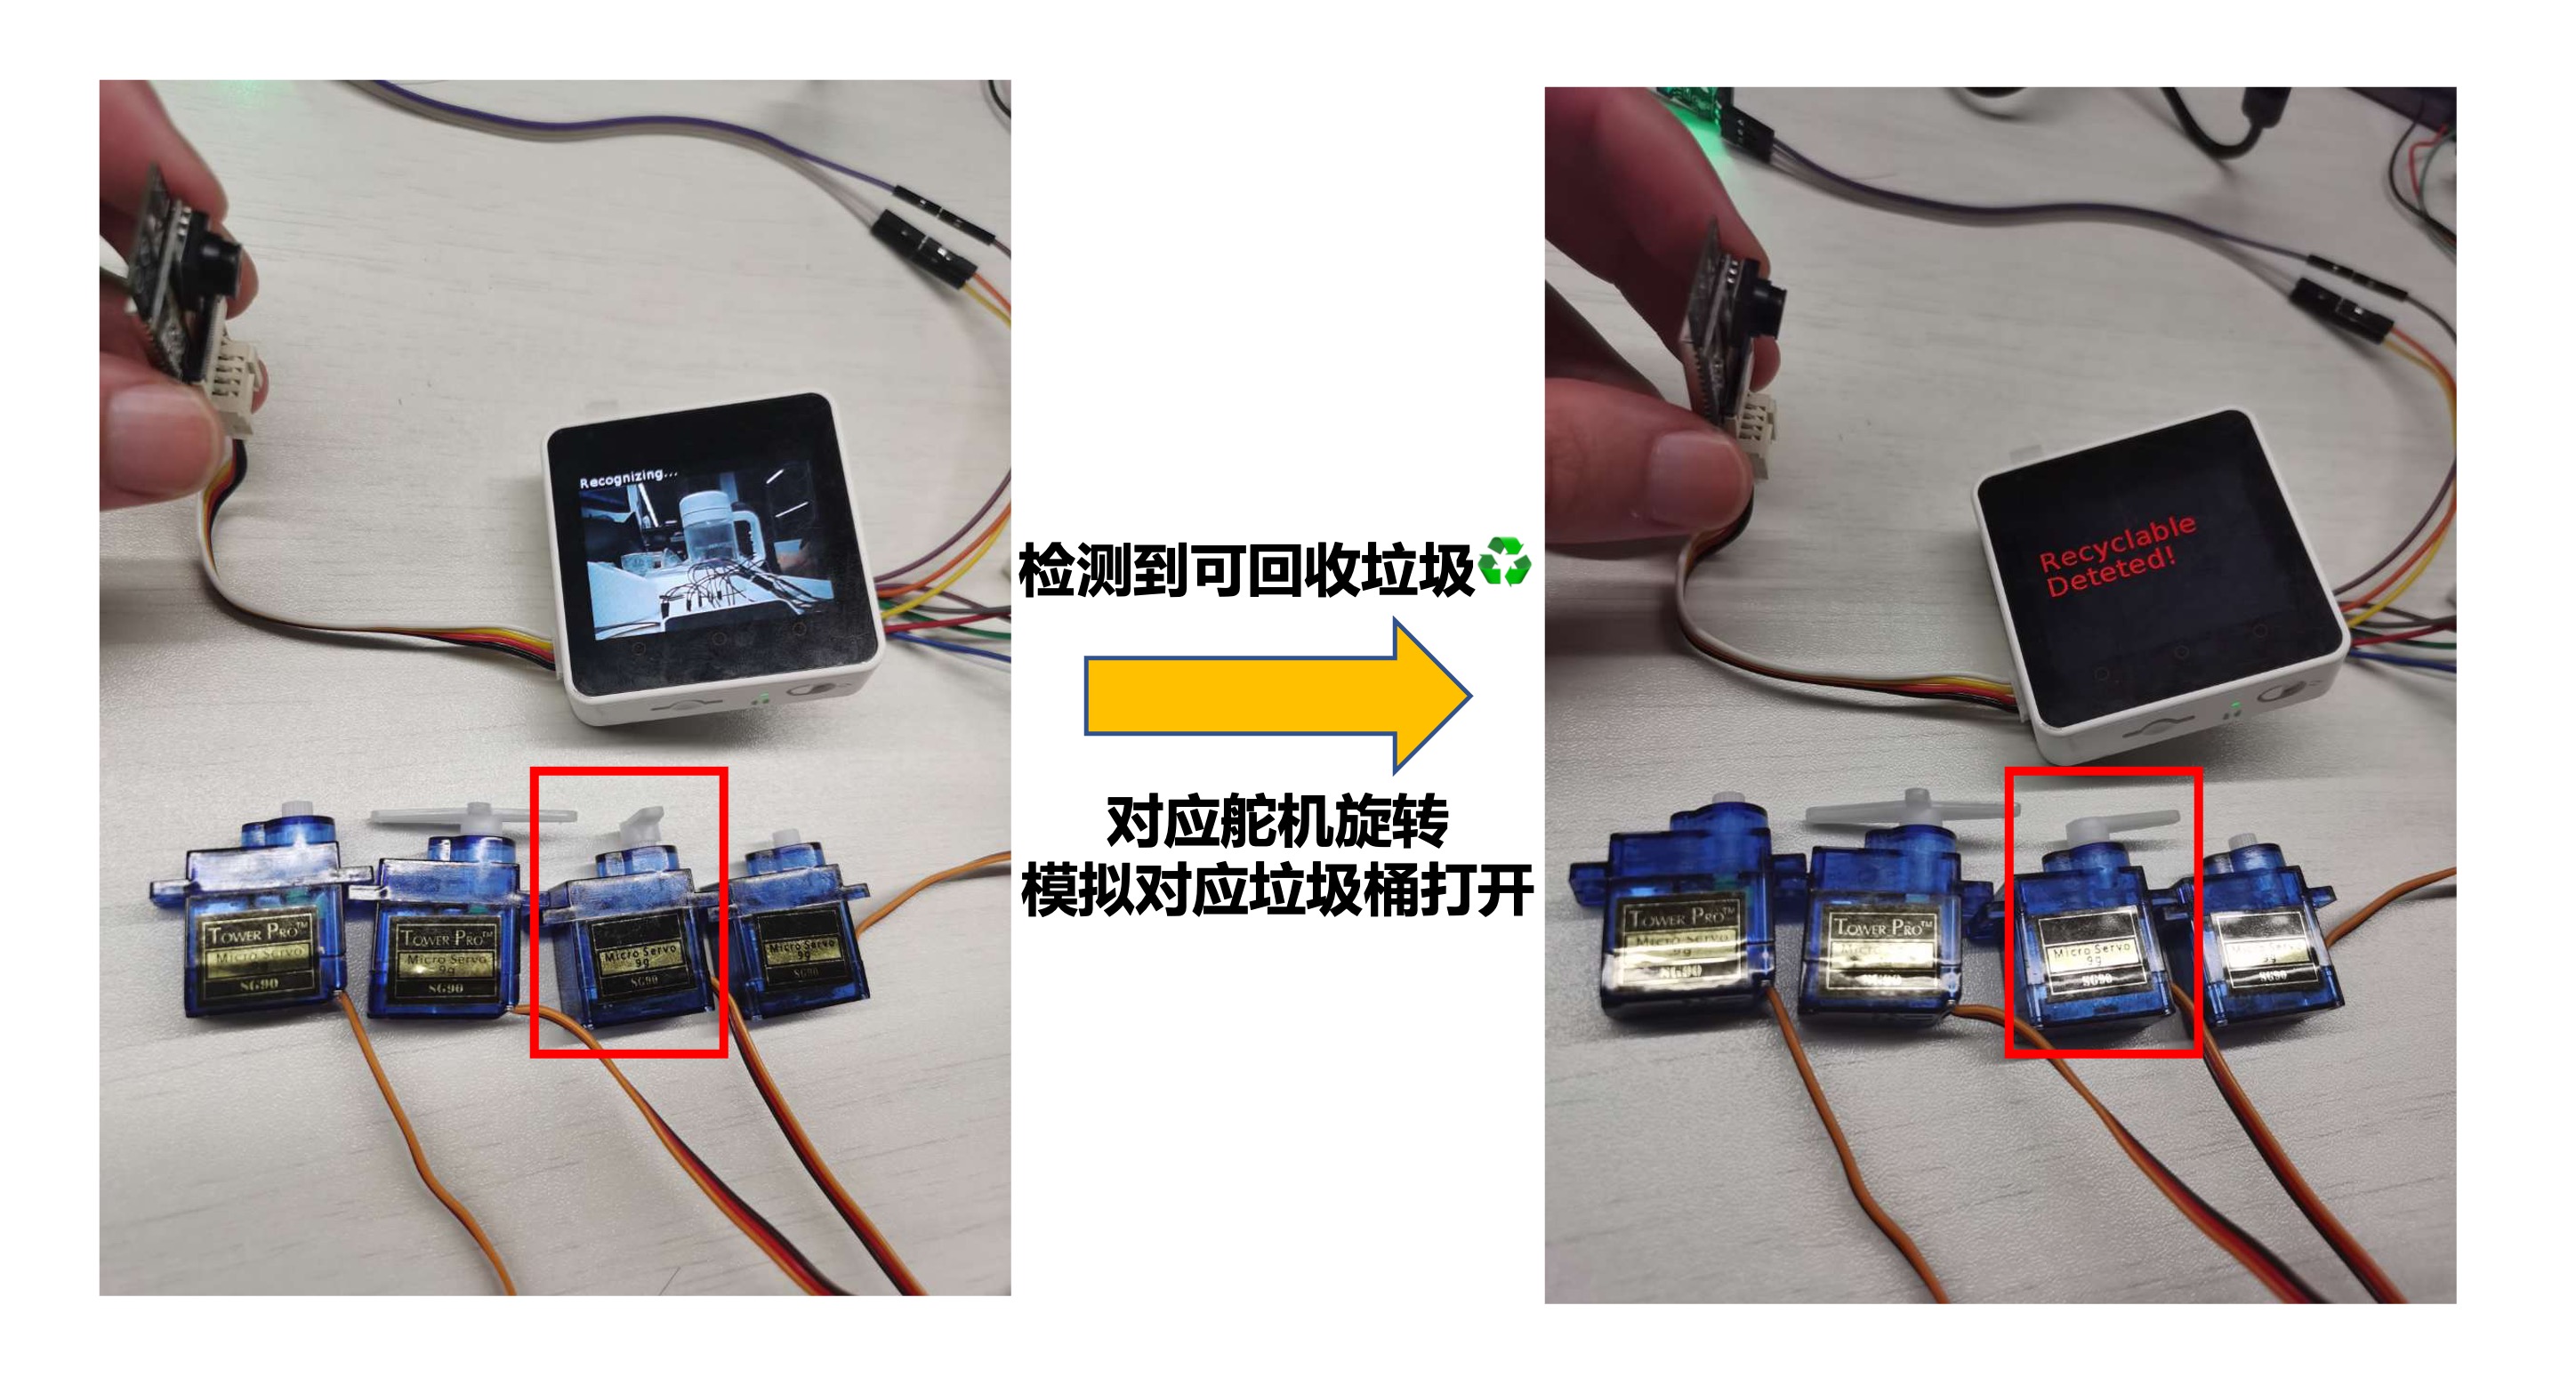 Recognizing...
TOWER PRO™
Micro Servo
9g
SG90
TOWER PRO™
Micro Servo
9g
SG90
Micro Servo
9g
SG90
Micro Servo
9g
SG90
检测到可回收垃圾♻
对应舵机旋转
模拟对应垃圾桶打开
Recyclable
Deteted!
TOWER PRO™
Micro Servo
9g
SG90
TOWER PRO™
SG90
Micro Servo
9g
SG90
Micro Servo
9g
SG90